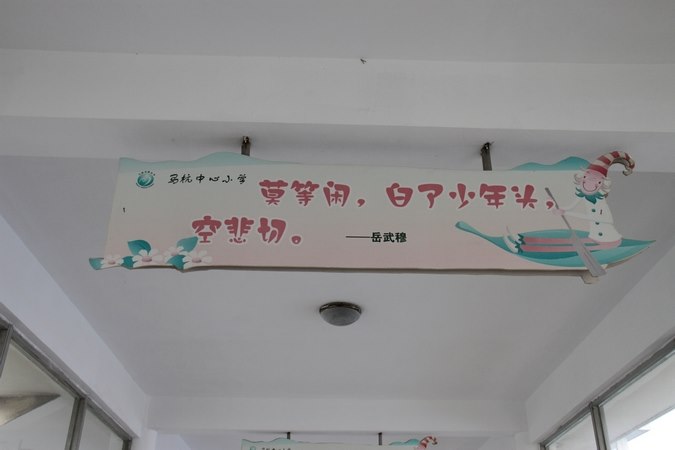 马杭中心小学
莫等闲，白了少年头，
空悲切。
——岳武穆